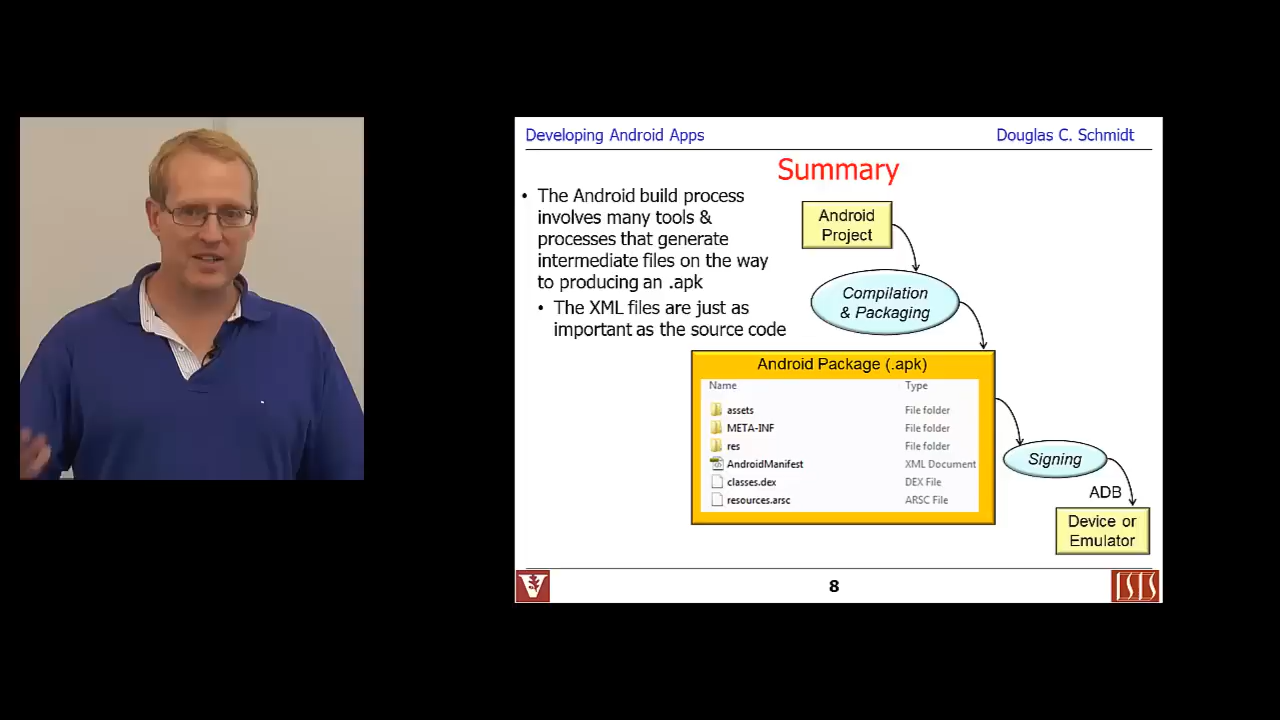 Developing Android Apps
Douglas C. Schmidt
Summary
• The Android build process
involves many tools &
processes that generate
intermediate files on the way
to producing an .apk
• The XML files are just as
important as the source code
Android
Project
Compilation
& Packaging
Android Package (.apk)
Name Type
assets File folder
META-INF File folder
res File folder
AndroidManifest XML Document
classes.dex DEX File
resources.arsc ARSC File
Signing
ADB
Device or
Emulator
V
8
ISIS